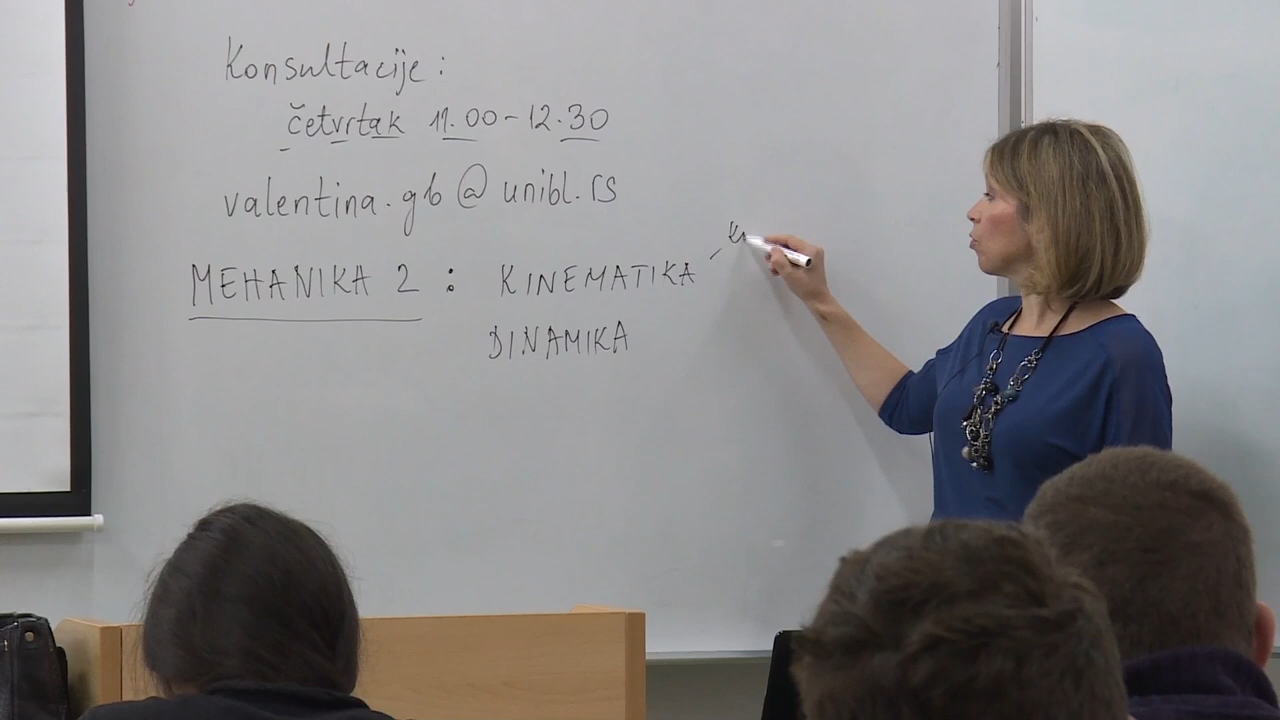 Konsultacije :
četvrtak 11.00-12.30
valentina.gb@unibl.rs
MEHANIKA 2 : KINEMATIKA
DINAMIKA